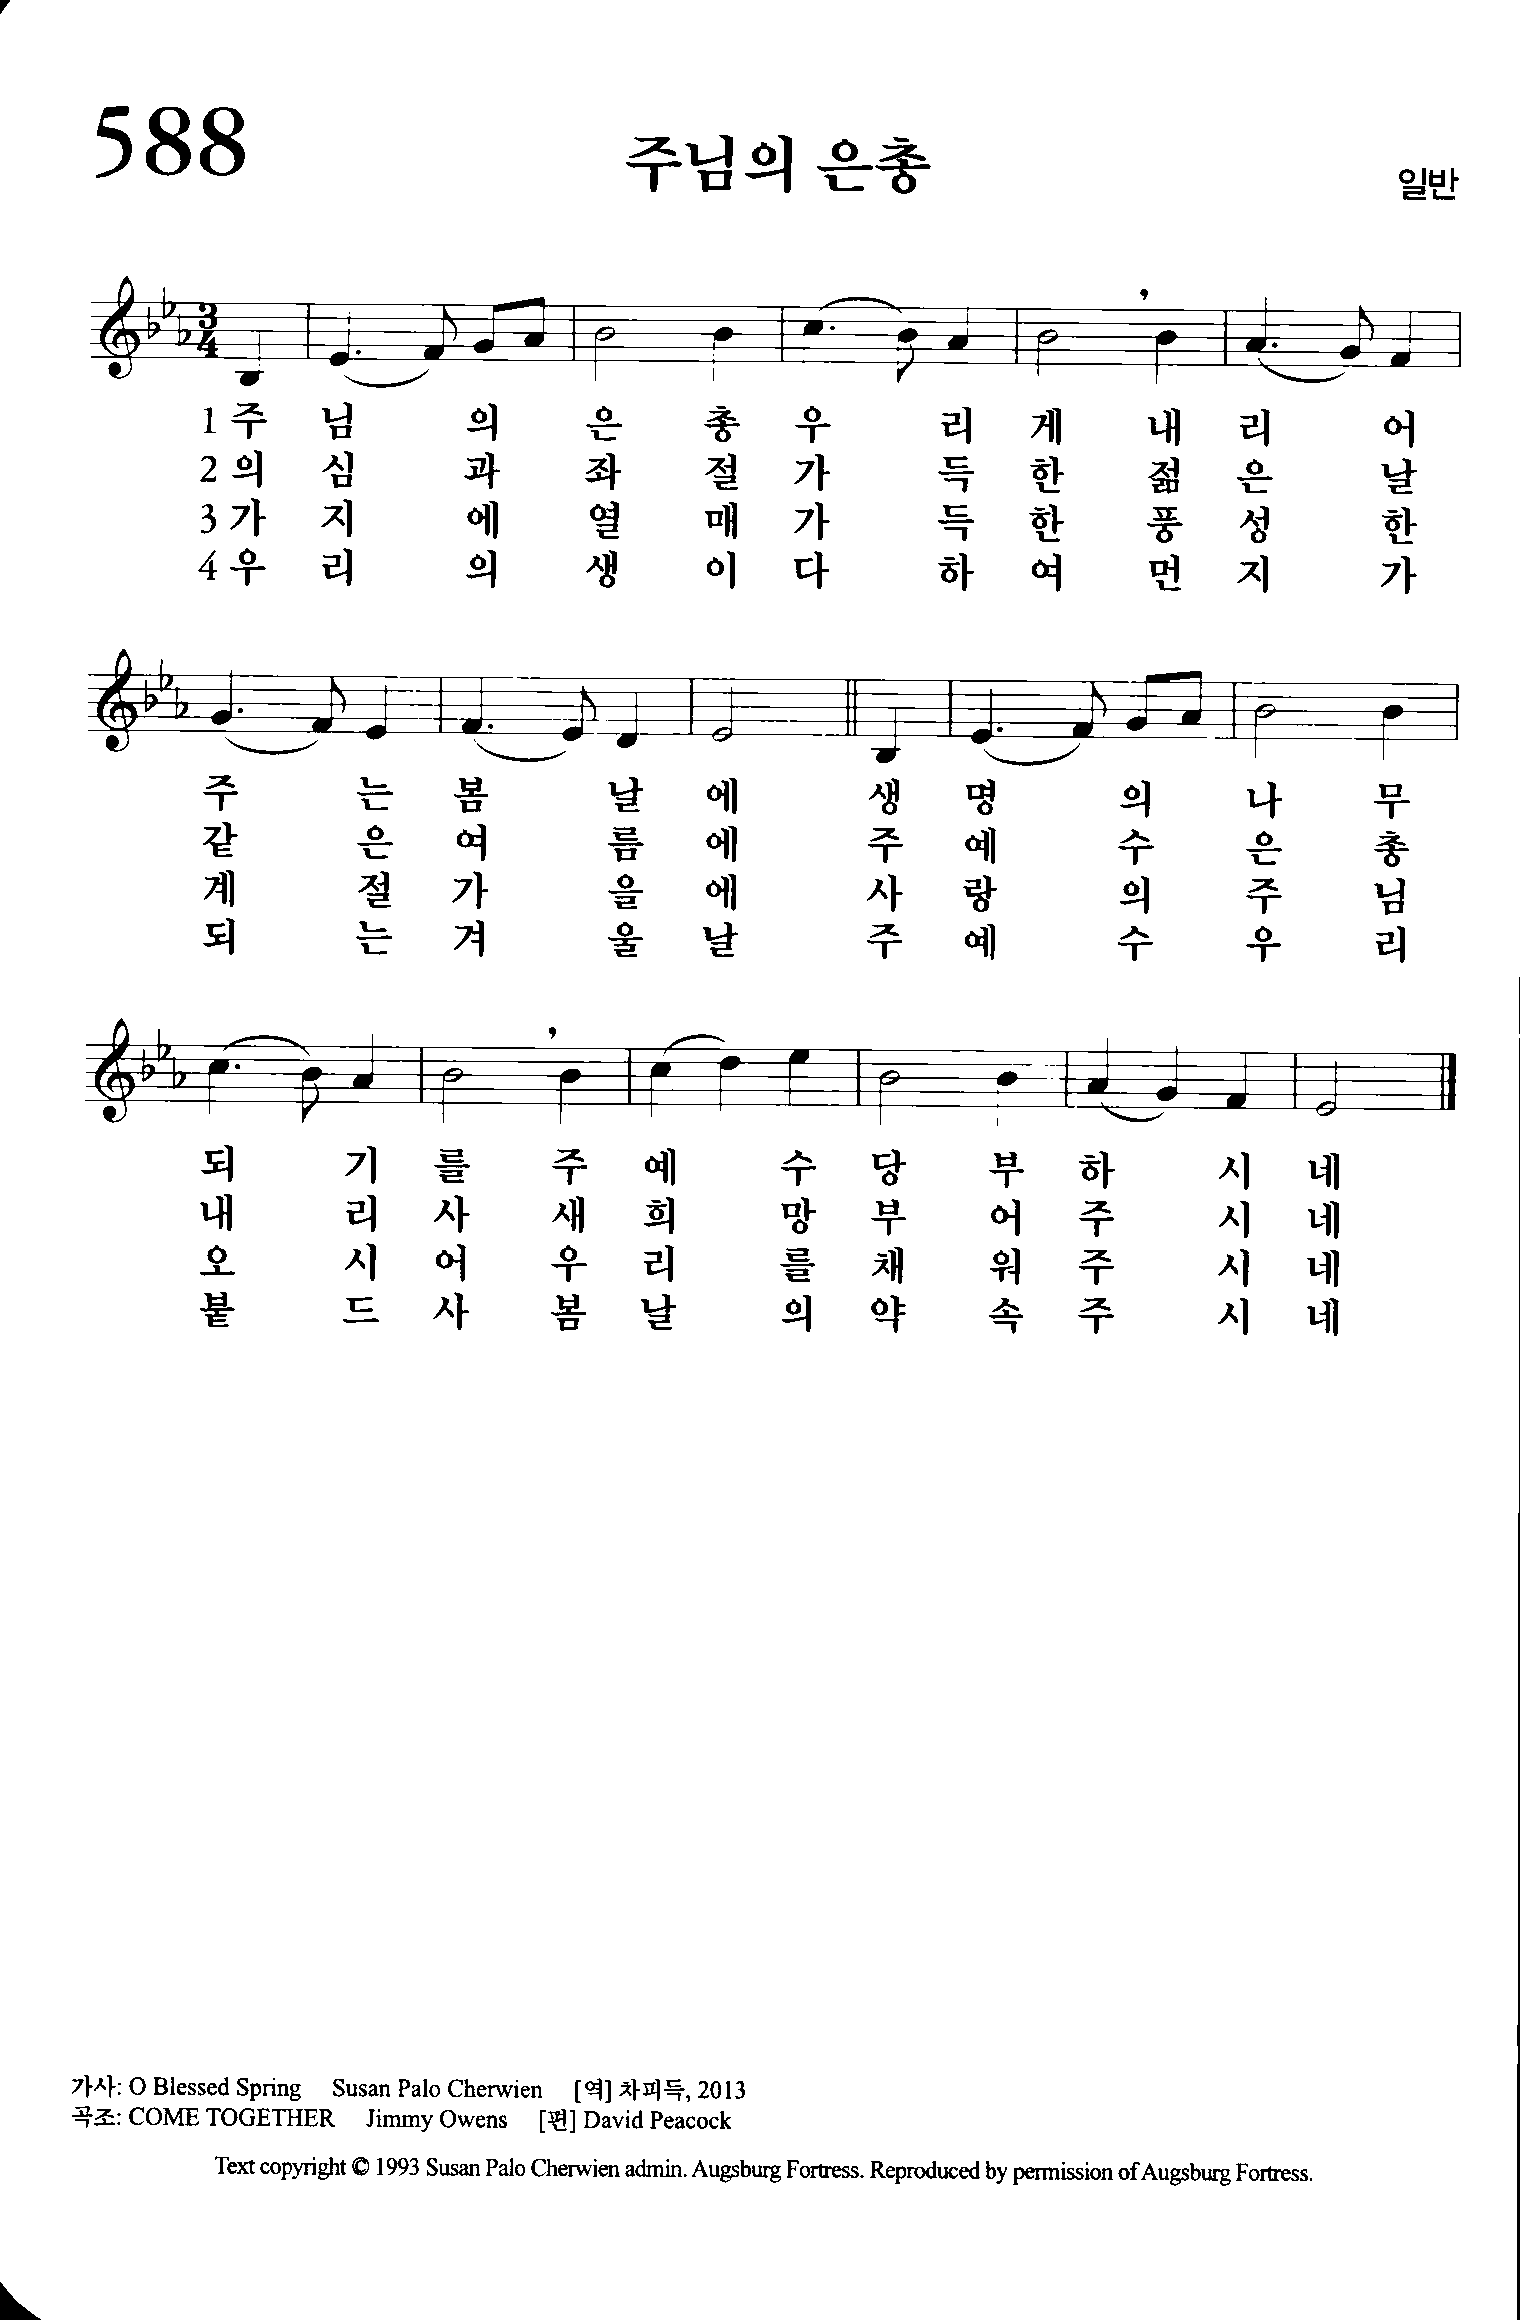 588
주님의 은총
일반
3
4
1 주 님 의 은 총 우 리 게 내 리 어
2 의 심 과 좌 절 가 득 한 젊 은 날
3 가 지 에 열 매 가 득 한 풍 성 한
4 우 리 의 생 이 다 하 여 먼 지 가
주 는 봄 날 에 생 명 의 나 무
같 은 여 름 에 주 예 수 은 총
계 절 가 을 에 사 랑 의 주 님
되 는 겨 울 날 주 예 수 우 리
되 기 를 주 예 수 당 부 하 시 네
내 리 사 새 희 망 부 어 주 시 네
오 시 어 우 리 를 채 워 주 시 네
붙 드 사 봄 날 의 약 속 주 시 네
가사: O Blessed Spring Susan Palo Cherwien [역] 차피득, 2013
곡조: COME TOGETHER Jimmy Owens [편] David Peacock
Text copyright © 1993 Susan Palo Cherwien admin. Augsburg Fortress. Reproduced by permission of Augsburg Fortress.